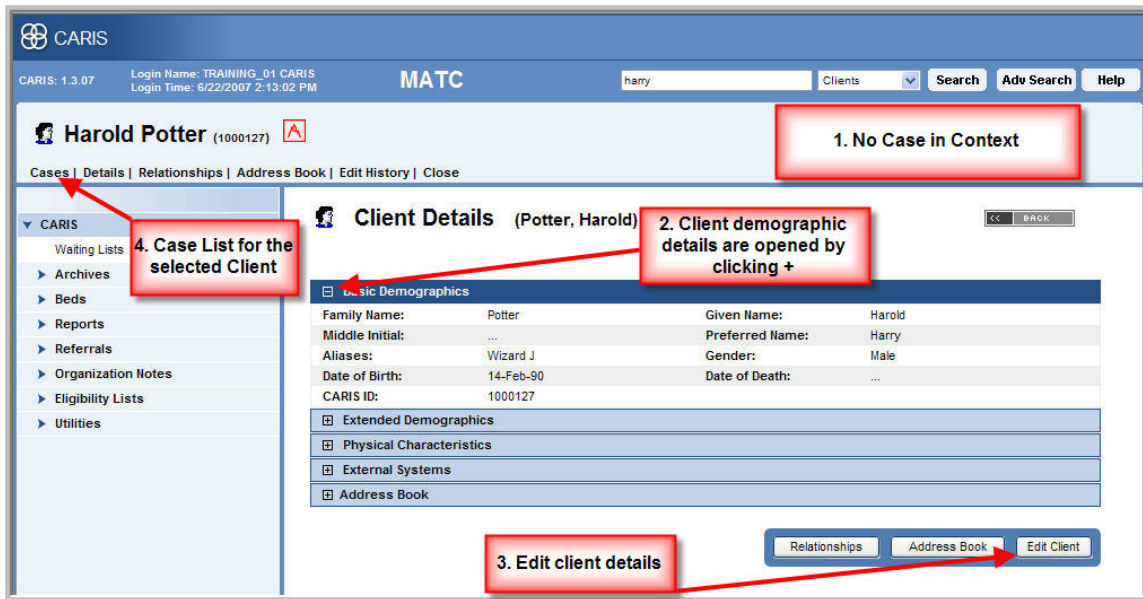 CARIS
CARIS: 1.3.07
Login Name: TRAINING_01 CARIS
Login Time: 6/22/2007 2:13:02 PM
MATC
harry
Clients
Search
Adv Search
Help
Harold Potter (1000127)
A
1. No Case in Context
Cases | Details | Relationships | Address Book | Edit History | Close
CARIS
Waiting Lists
Archives
Beds
Reports
Referrals
Organization Notes
Eligibility Lists
Utilities
4. Case List for the
selected Client
Client Details (Potter, Harold)
<< BACK
2. Client demographic
details are opened by
clicking +
Basic Demographics
Family Name: Potter Given Name: Harold
Middle Initial: ... Preferred Name: Harry
Aliases: Wizard J Gender: Male
Date of Birth: 14-Feb-90 Date of Death: ...
CARIS ID: 1000127
Extended Demographics
Physical Characteristics
External Systems
Address Book
3. Edit client details
Relationships
Address Book
Edit Client